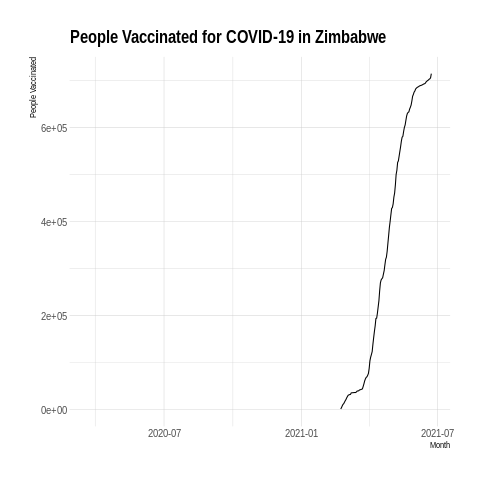 People Vaccinated for COVID-19 in Zimbabwe
People Vaccinated
6e+05
4e+05
2e+05
0e+00
2020-07
2021-01
2021-07
Month